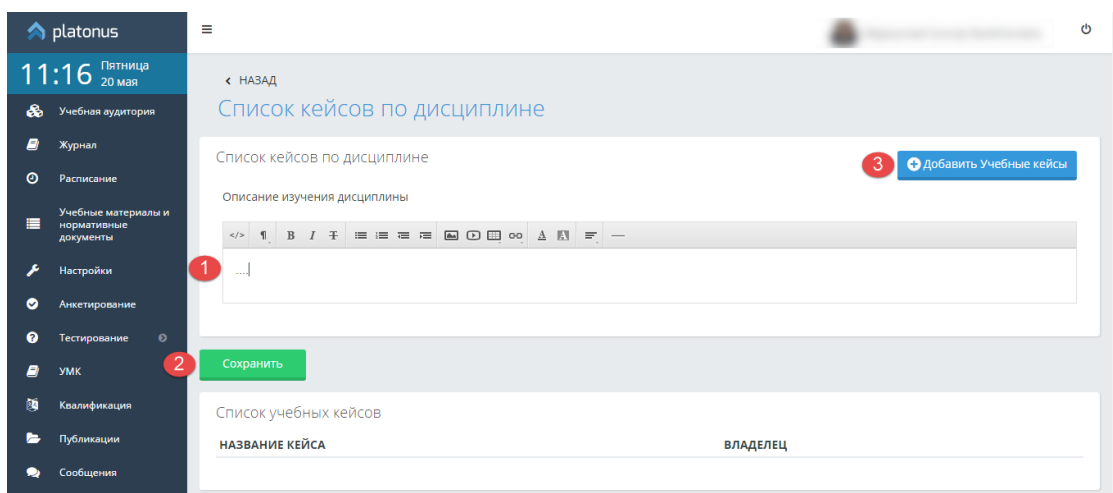 platonus
11:16 Пятница
20 мая
Учебная аудитория
Журнал
Расписание
Учебные материалы и
нормативные
документы
Настройки
Анкетирование
Тестирование
УМК
Квалификация
Публикации
Сообщения
НАЗАД
Список кейсов по дисциплине
Список кейсов по дисциплине
3 Добавить Учебные кейсы
Описание изучения дисциплины
</> ¶ B I T A A
1 ....
2 Сохранить
Список учебных кейсов
НАЗВАНИЕ КЕЙСА ВЛАДЕЛЕЦ